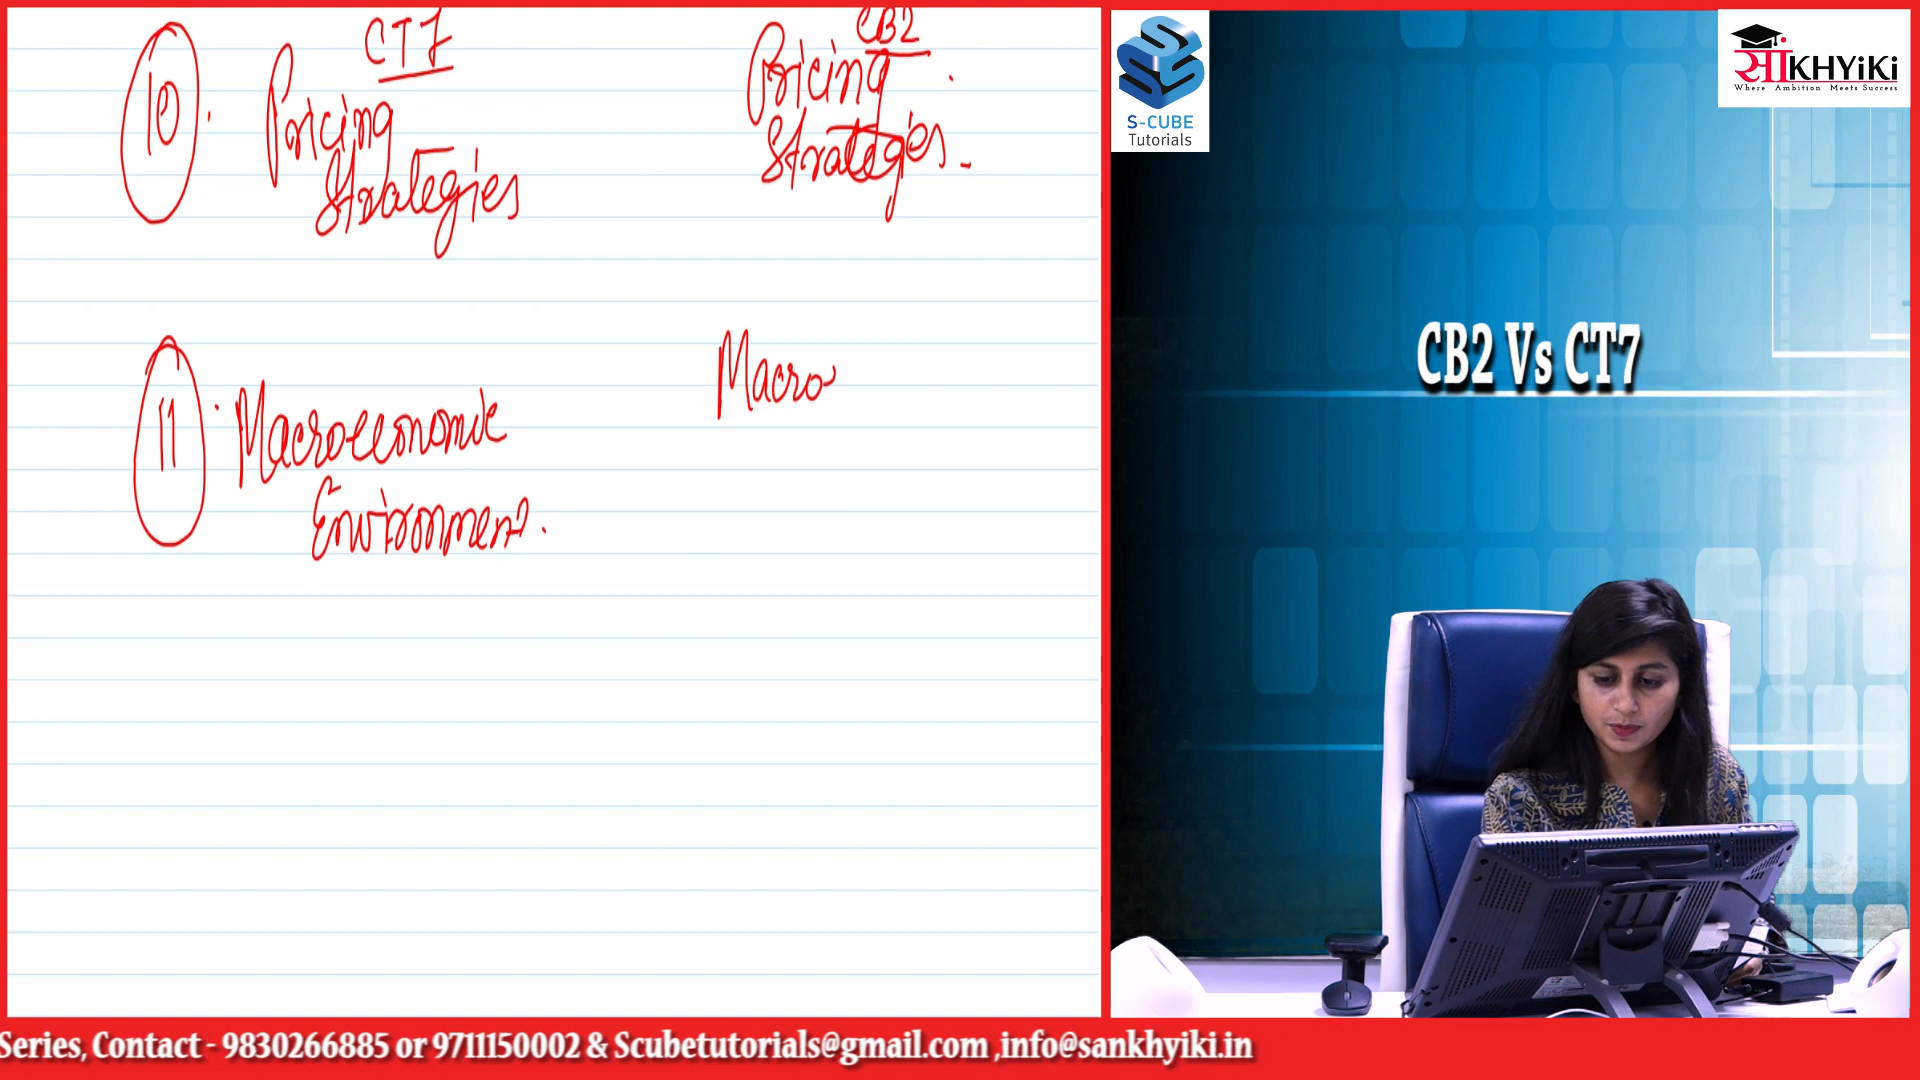 CT7
CB2
10.
Pricing
Strategies
Pricing
Strategies.
11.
Macroeconomic
Environment.
Macro
S-CUBE
Tutorials
सांKHYiKi
Where Ambition Meets Success
CB2 Vs CT7
Series, Contact - 9830266885 or 9711150002 & Scubetutorials@gmail.com ,info@sankhyiki.in